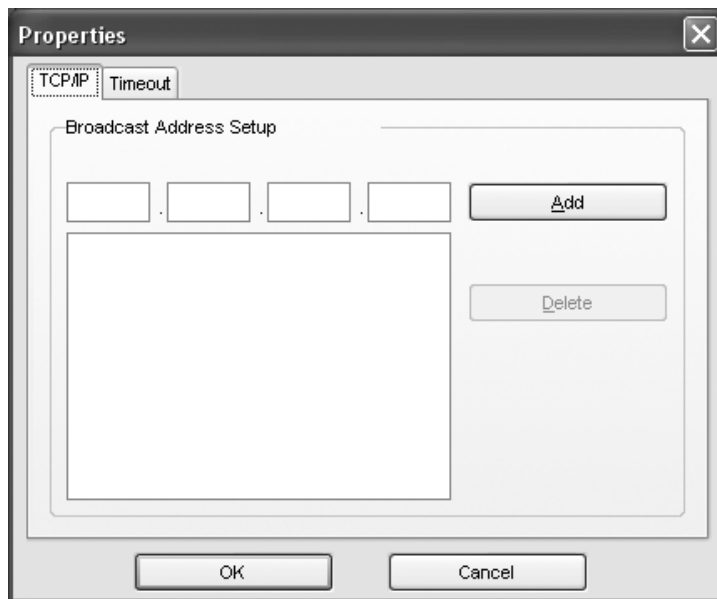 Properties
TCP/IP Timeout
Broadcast Address Setup
. . . Add
Delete
OK Cancel